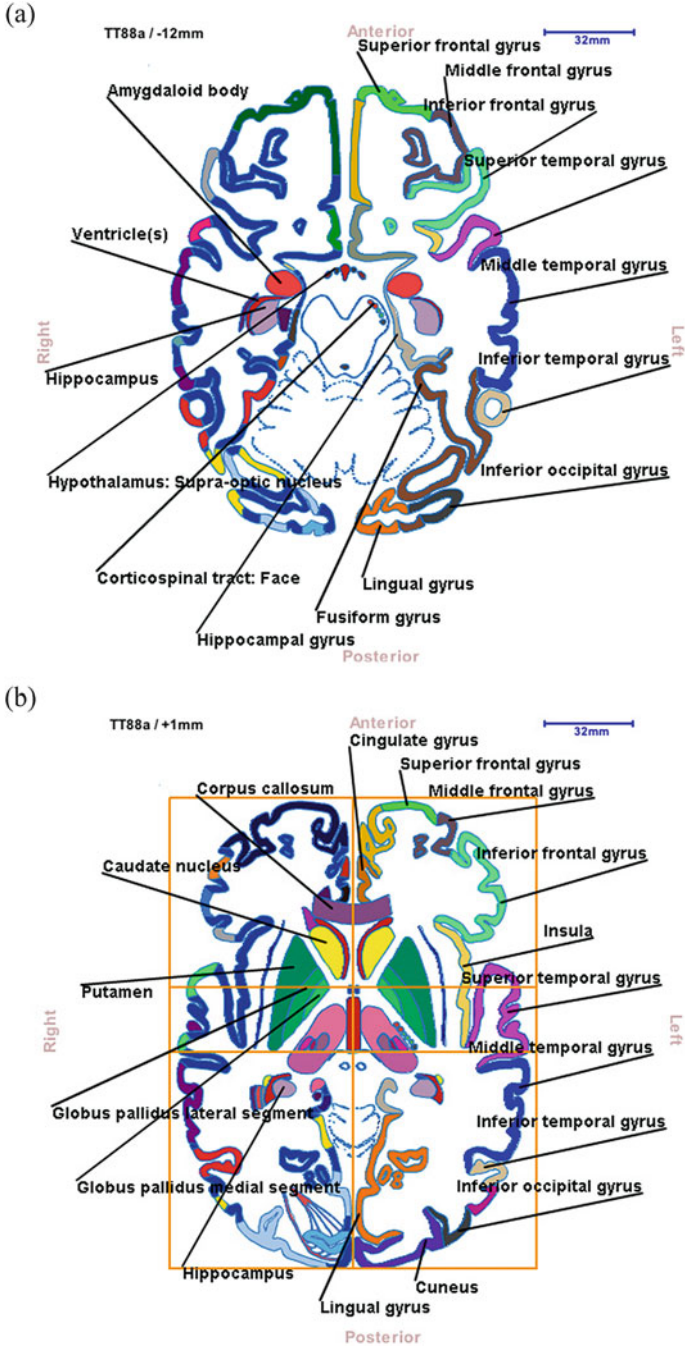 (a)
TT88a / -12mm
Anterior
32mm
Superior frontal gyrus
Middle frontal gyrus
Amygdaloid body
Inferior frontal gyrus
Superior temporal gyrus
Ventricle(s)
Middle temporal gyrus
Right
Left
Inferior temporal gyrus
Hippocampus
Inferior occipital gyrus
Hypothalamus: Supra-optic nucleus
Corticospinal tract: Face
Lingual gyrus
Fusiform gyrus
Hippocampal gyrus
Posterior
(b)
TT88a / +1mm
Anterior
32mm
Cingulate gyrus
Superior frontal gyrus
Corpus callosum
Middle frontal gyrus
Caudate nucleus
Inferior frontal gyrus
Insula
Putamen
Superior temporal gyrus
Right
Left
Middle temporal gyrus
Globus pallidus lateral segment
Inferior temporal gyrus
Globus pallidus medial segment
Inferior occipital gyrus
Hippocampus
Cuneus
Lingual gyrus
Posterior